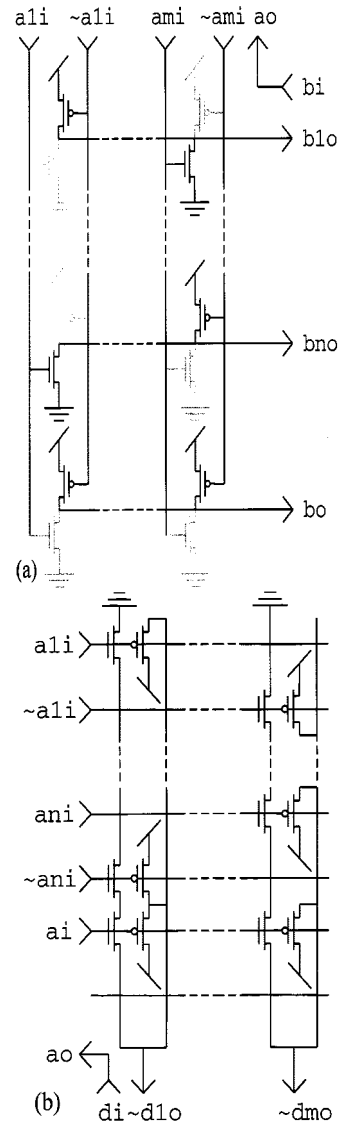 a1i ~a1i ami ~ami ao
bi
b1o
bno
bo
(a)
a1i
~a1i
ani
~ani
ai
ao
(b) di ~d1o ~dmo